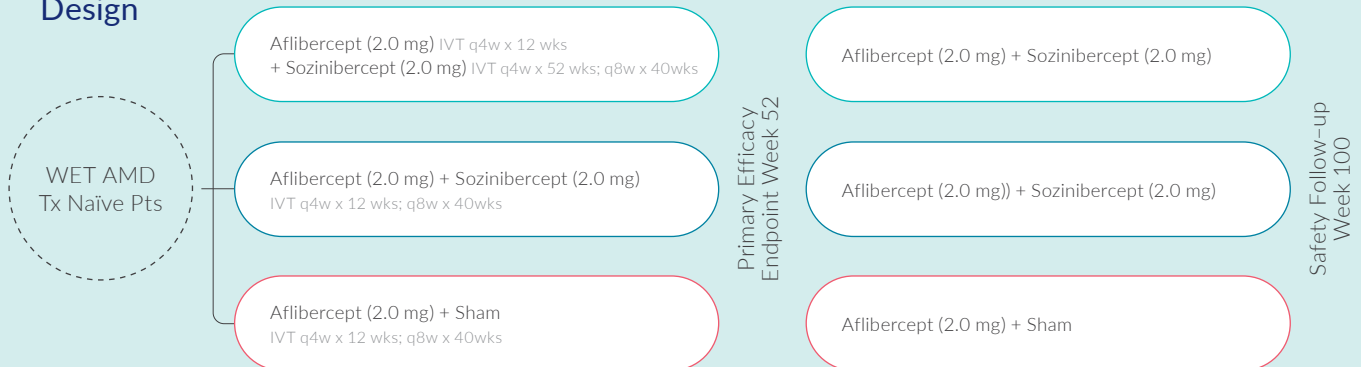 Design
WET AMD
Tx Naïve Pts
Aflibercept (2.0 mg) IVT q4w x 12 wks
+ Sozinibercept (2.0 mg) IVT q4w x 52 wks; q8w x 40wks
Aflibercept (2.0 mg) + Sozinibercept (2.0 mg)
IVT q4w x 12 wks; q8w x 40wks
Aflibercept (2.0 mg) + Sham
IVT q4w x 12 wks; q8w x 40wks
Primary Efficacy
Endpoint Week 52
Aflibercept (2.0 mg) + Sozinibercept (2.0 mg)
Aflibercept (2.0 mg)) + Sozinibercept (2.0 mg)
Aflibercept (2.0 mg) + Sham
Safety Follow-up
Week 100